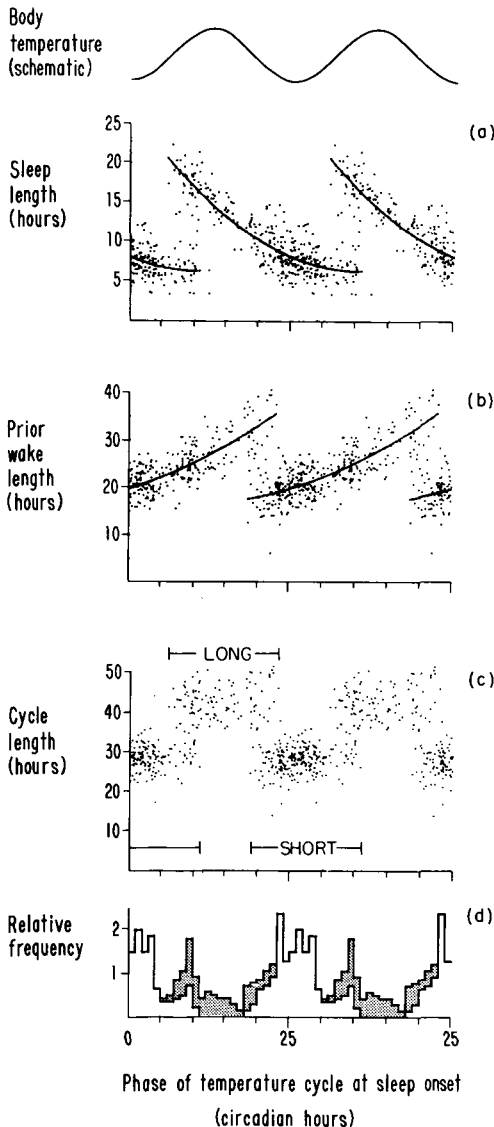 Body
temperature
(schematic)
(a)
Sleep
length
(hours)
25
20
15
10
5
(b)
Prior
wake
length
(hours)
40
30
20
10
(c)
LONG
Cycle
length
(hours)
50
40
30
20
10
SHORT
(d)
Relative
frequency
2
1
0 25 25
Phase of temperature cycle at sleep onset
(circadian hours)